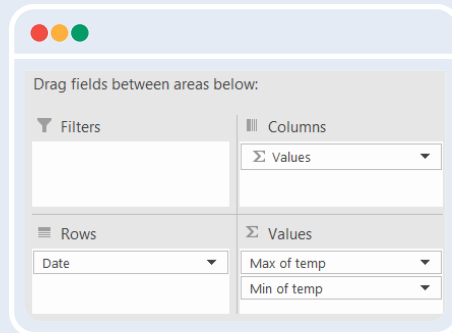 Drag fields between areas below:
Filters
Columns
Σ Values
Rows
Σ Values
Date
Max of temp
Min of temp